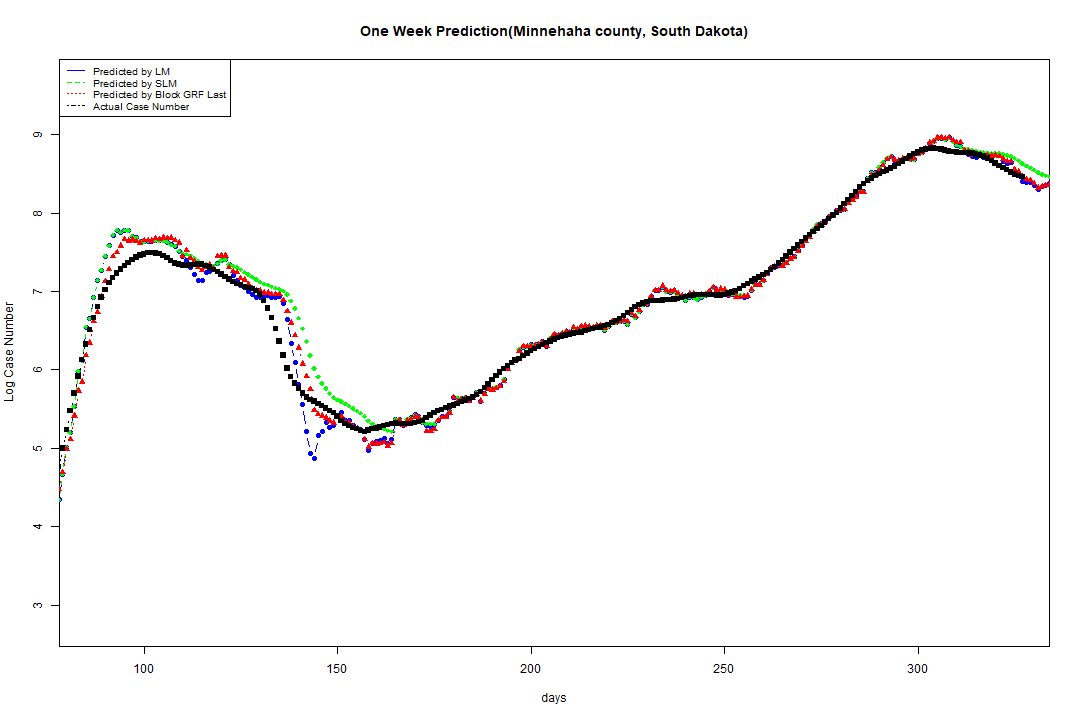 One Week Prediction(Minnehaha county, South Dakota)
Predicted by LM
Predicted by SLM
Predicted by Block GRF Last
Actual Case Number
9
8
7
6
5
4
3
Log Case Number
100 150 200 250 300
days